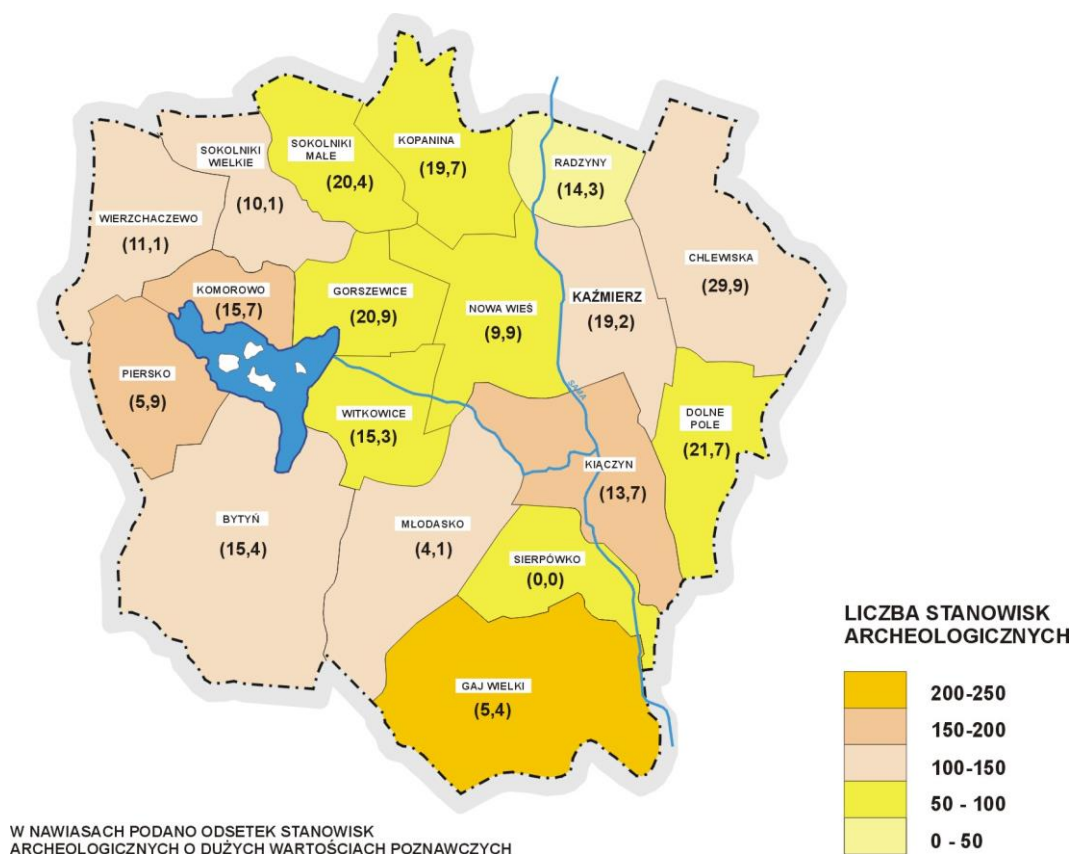 KOPANINA
(19,7)
SOKOLNIKI
MAŁE
(20,4)
SOKOLNIKI
WIELKIE
(10,1)
RADZYNY
(14,3)
WIERZCHACZEWO
(11,1)
CHLEWISKA
(29,9)
KOMOROWO
(15,7)
GORSZEWICE
(20,9)
NOWA WIEŚ
(9,9)
KAŹMIERZ
(19,2)
PIERSKO
(5,9)
SAMA
WITKOWICE
(15,3)
DOLNE
POLE
(21,7)
KIĄCZYN
(13,7)
BYTYŃ
(15,4)
MŁODASKO
(4,1)
SIERPÓWKO
(0,0)
GAJ WIELKI
(5,4)
LICZBA STANOWISK
ARCHEOLOGICZNYCH
200-250
150-200
100-150
50 - 100
0 - 50
W NAWIASACH PODANO ODSETEK STANOWISK
ARCHEOLOGICZNYCH O DUŻYCH WARTOŚCIACH POZNAWCZYCH